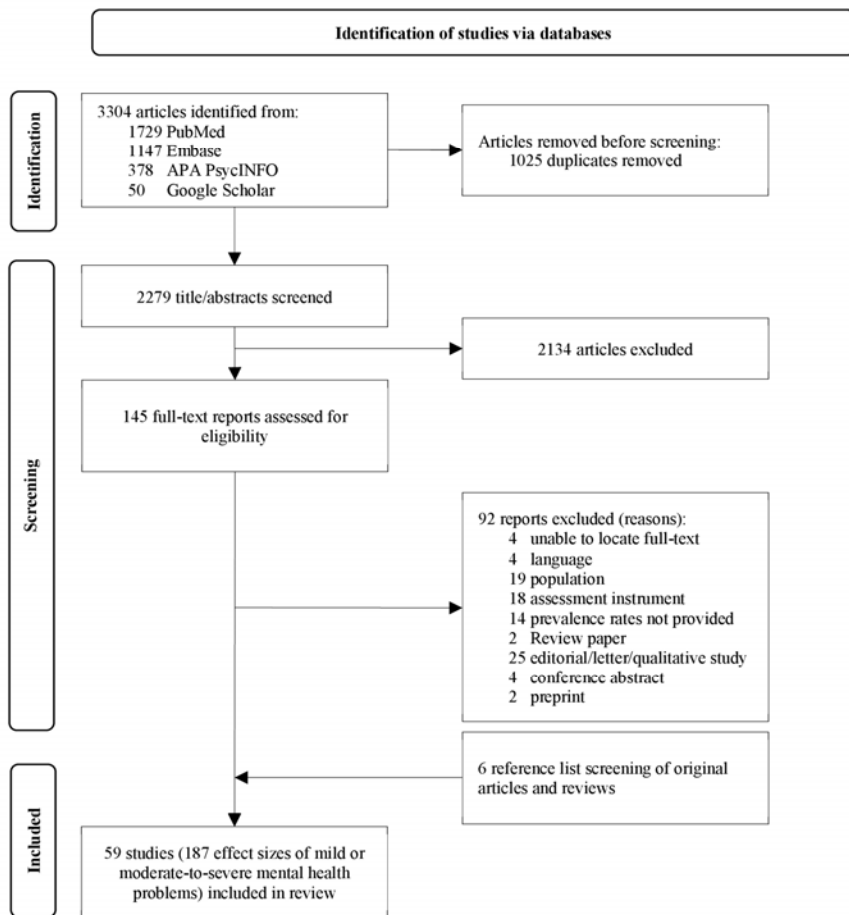 Identification of studies via databases
Identification
3304 articles identified from:
1729 PubMed
1147 Embase
378 APA PsycINFO
50 Google Scholar
Articles removed before screening:
1025 duplicates removed
Screening
2279 title/abstracts screened
2134 articles excluded
145 full-text reports assessed for
eligibility
92 reports excluded (reasons):
4 unable to locate full-text
4 language
19 population
18 assessment instrument
14 prevalence rates not provided
2 Review paper
25 editorial/letter/qualitative study
4 conference abstract
2 preprint
6 reference list screening of original
articles and reviews
Included
59 studies (187 effect sizes of mild or
moderate-to-severe mental health
problems) included in review